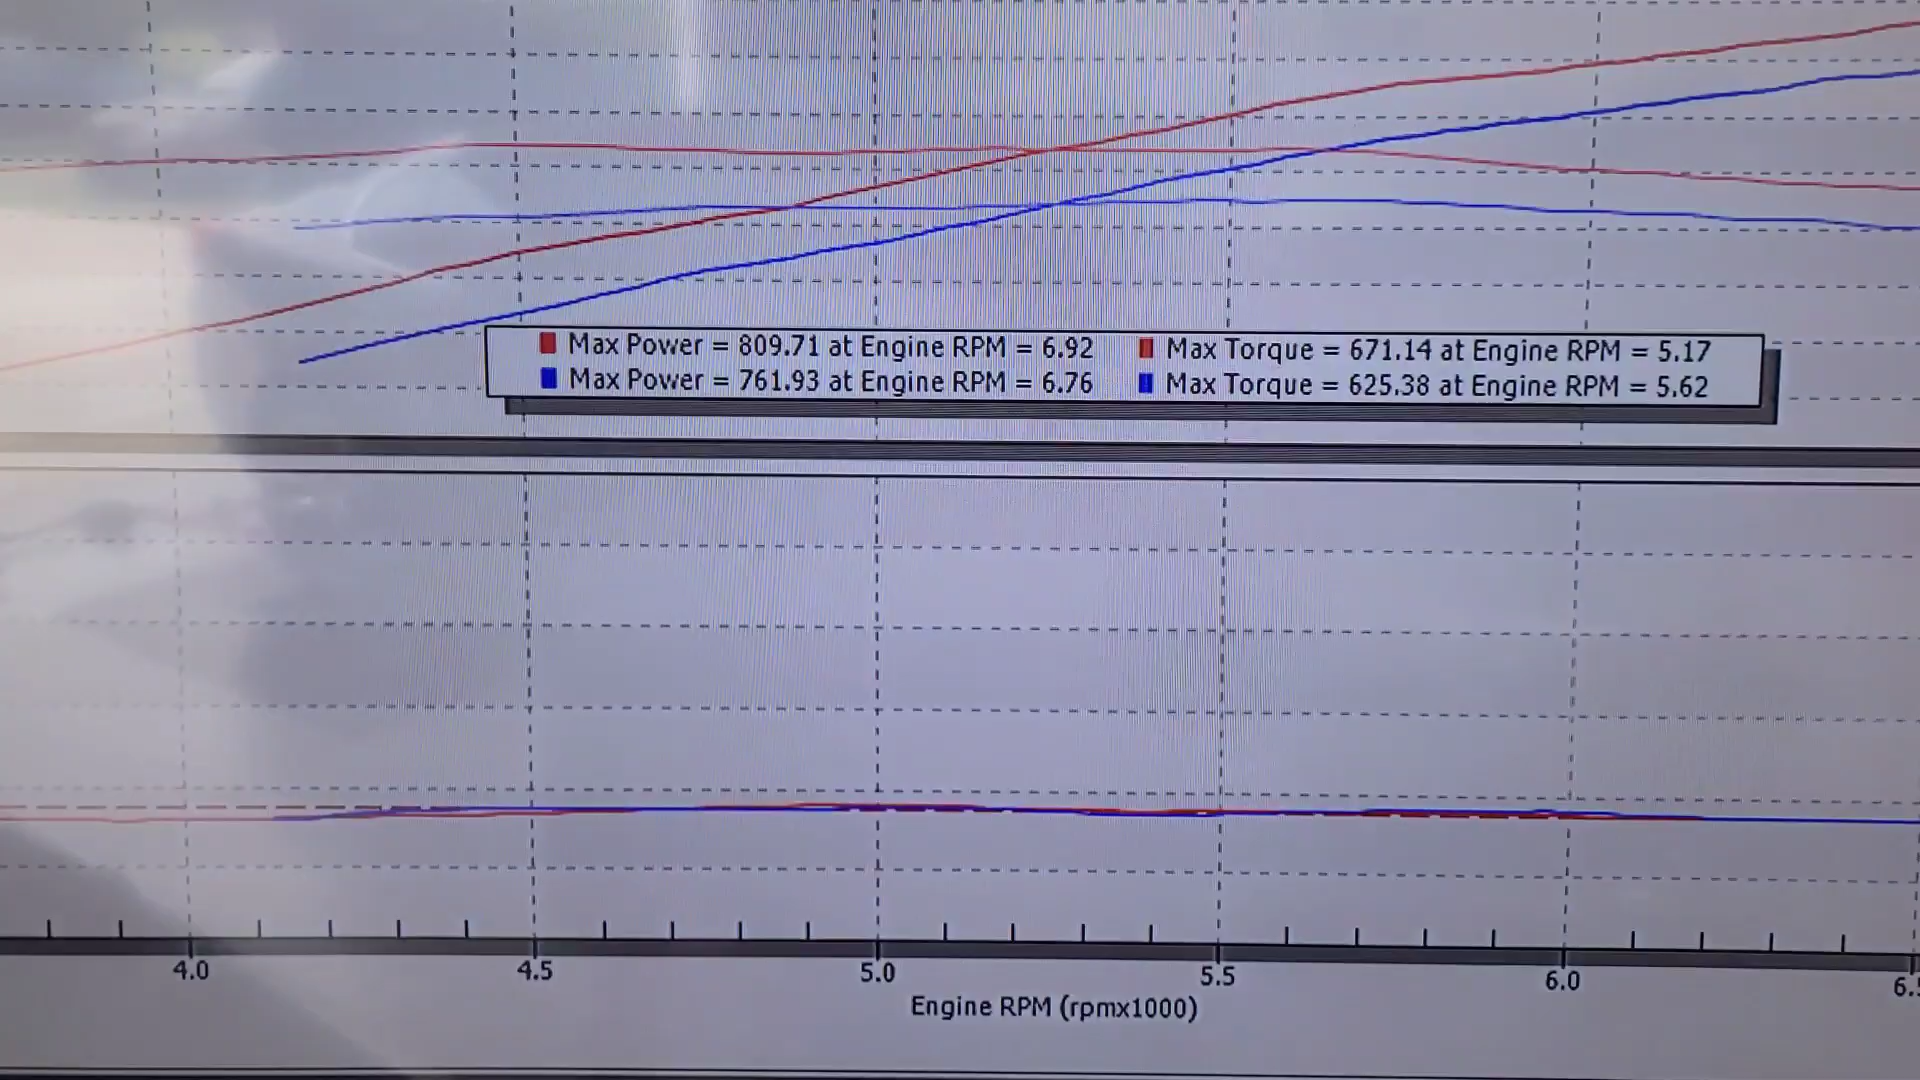 Max Power = 809.71 at Engine RPM = 6.92 Max Torque = 671.14 at Engine RPM = 5.17
Max Power = 761.93 at Engine RPM = 6.76 Max Torque = 625.38 at Engine RPM = 5.62
4.0 4.5 5.0 5.5 6.0
Engine RPM (rpmx1000)